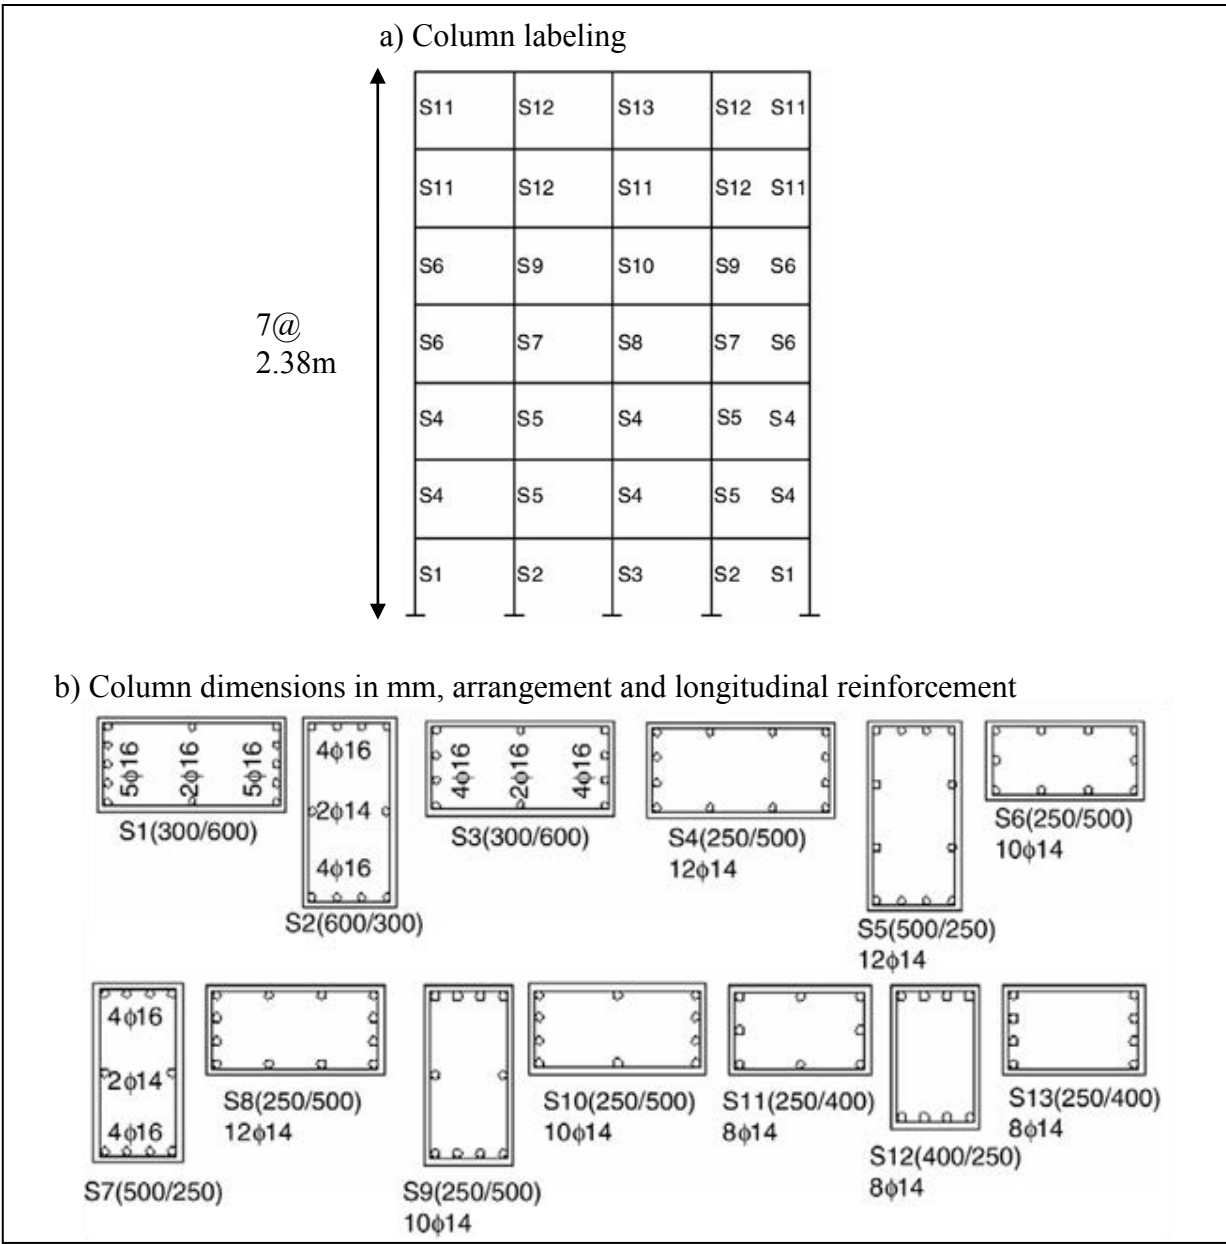 a) Column labeling
S11 S12 S13 S12 S11
S11 S12 S11 S12 S11
S6 S9 S10 S9 S6
7@
2.38m
S6 S7 S8 S7 S6
S4 S5 S4 S5 S4
S4 S5 S4 S5 S4
S1 S2 S3 S2 S1
b) Column dimensions in mm, arrangement and longitudinal reinforcement
5ϕ16 2ϕ16 5ϕ16
S1(300/600)
4ϕ16
2ϕ14
4ϕ16
S2(600/300)
4ϕ16 2ϕ16 4ϕ16
S3(300/600)
S4(250/500)
12ϕ14
S5(500/250)
12ϕ14
S6(250/500)
10ϕ14
4ϕ16
2ϕ14
4ϕ16
S7(500/250)
S8(250/500)
12ϕ14
S9(250/500)
10ϕ14
S10(250/500)
10ϕ14
S11(250/400)
8ϕ14
S12(400/250)
8ϕ14
S13(250/400)
8ϕ14